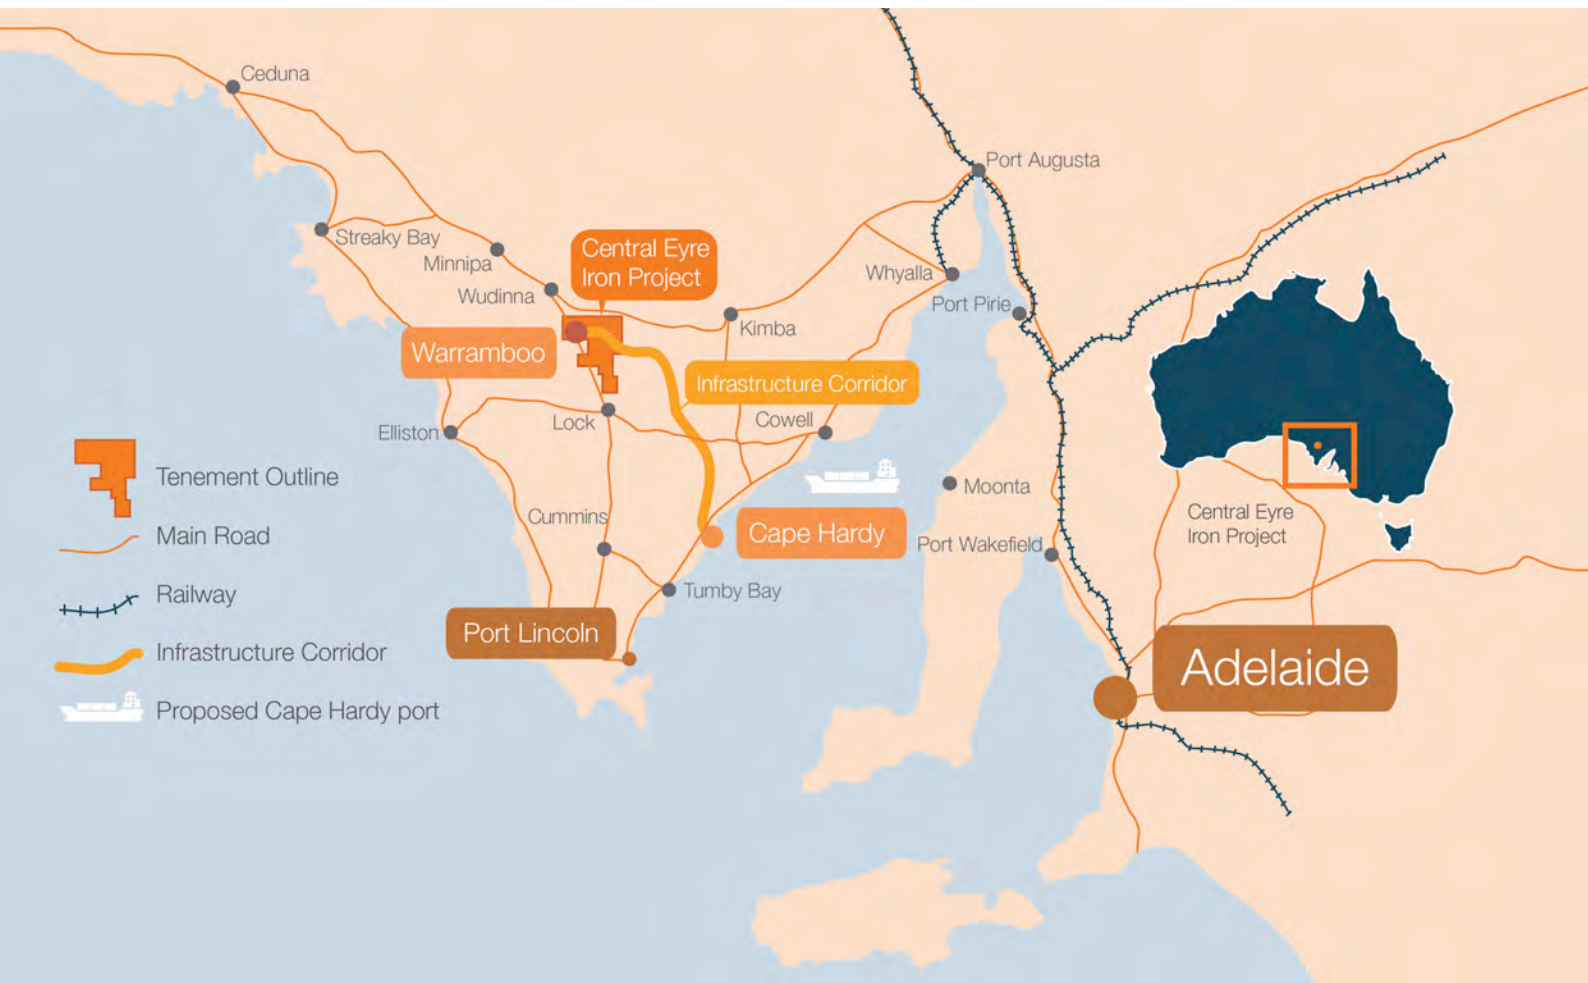 Ceduna
Port Augusta
Streaky Bay
Minnipa
Central Eyre
Iron Project
Whyalla
Wudinna
Port Pirie
Kimba
Warramboo
Infrastructure Corridor
Lock
Cowell
Elliston
Tenement Outline
Moonta
Cummins
Central Eyre
Iron Project
Main Road
Cape Hardy
Port Wakefield
Railway
Tumby Bay
Port Lincoln
Infrastructure Corridor
Adelaide
Proposed Cape Hardy port